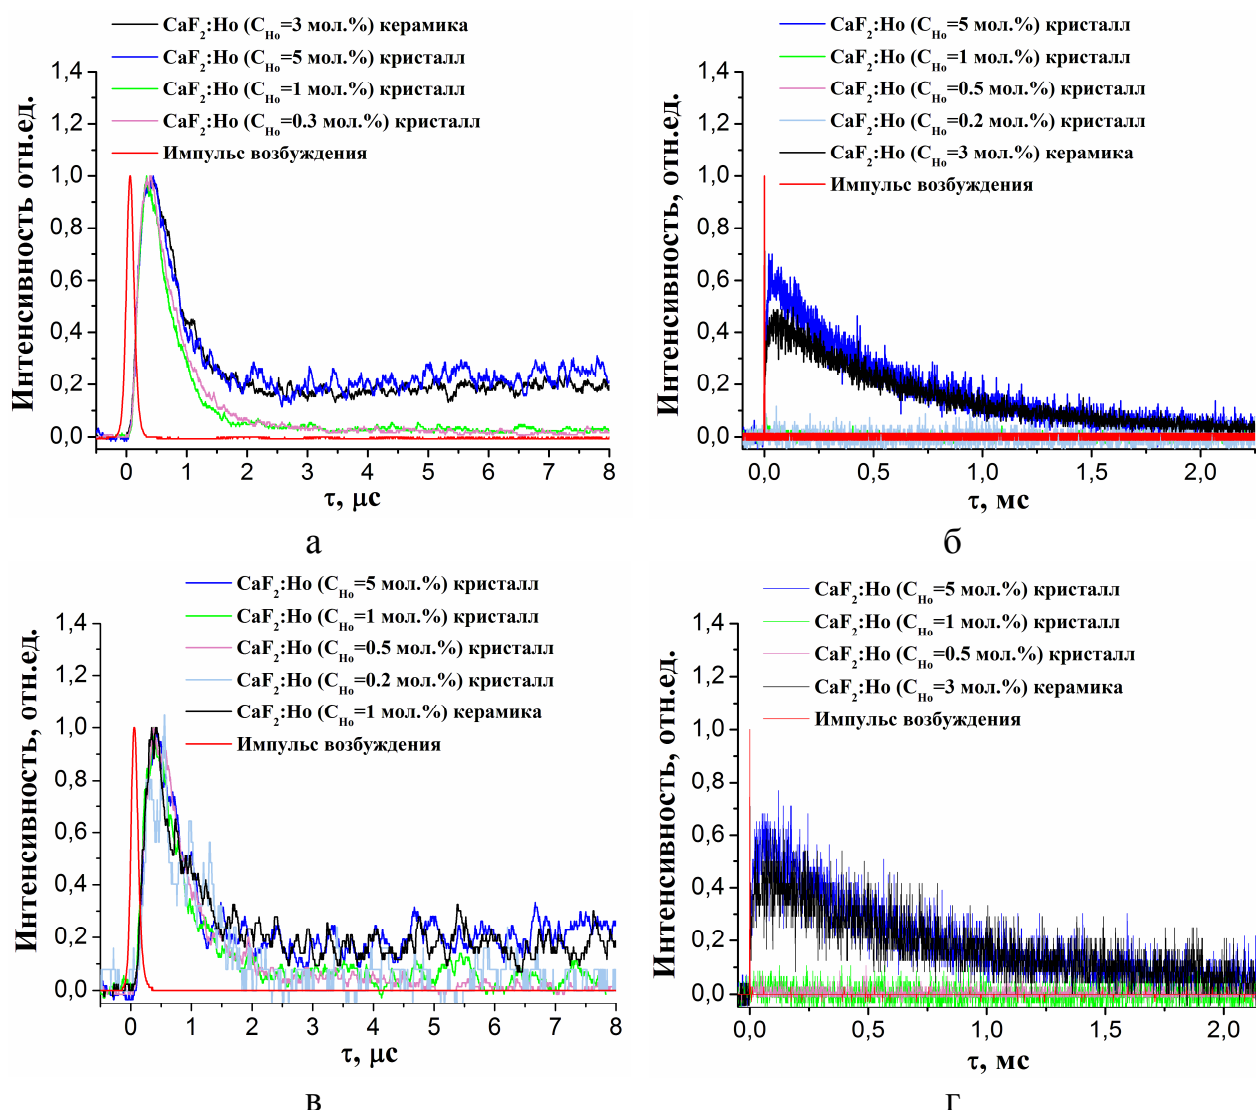 CaF2:Ho (CHo=3 мол.%) керамика
CaF2:Ho (CHo=5 мол.%) кристалл
CaF2:Ho (CHo=1 мол.%) кристалл
CaF2:Ho (CHo=0.3 мол.%) кристалл
Импульс возбуждения
Интенсивность отн.ед.
1,4
1,2
1,0
0,8
0,6
0,4
0,2
0,0
0 1 2 3 4 5 6 7 8
τ, μс
а
CaF2:Ho (CHo=5 мол.%) кристалл
CaF2:Ho (CHo=1 мол.%) кристалл
CaF2:Ho (CHo=0.5 мол.%) кристалл
CaF2:Ho (CHo=0.2 мол.%) кристалл
CaF2:Ho (CHo=3 мол.%) керамика
Импульс возбуждения
Интенсивность, отн.ед.
1,4
1,2
1,0
0,8
0,6
0,4
0,2
0,0
0,0 0,5 1,0 1,5 2,0
τ, мс
б
CaF2:Ho (CHo=5 мол.%) кристалл
CaF2:Ho (CHo=1 мол.%) кристалл
CaF2:Ho (CHo=0.5 мол.%) кристалл
CaF2:Ho (CHo=0.2 мол.%) кристалл
CaF2:Ho (CHo=1 мол.%) керамика
Импульс возбуждения
Интенсивность, отн.ед.
1,4
1,2
1,0
0,8
0,6
0,4
0,2
0,0
0 1 2 3 4 5 6 7 8
τ, μс
в
CaF2:Ho (CHo=5 мол.%) кристалл
CaF2:Ho (CHo=1 мол.%) кристалл
CaF2:Ho (CHo=0.5 мол.%) кристалл
CaF2:Ho (CHo=3 мол.%) керамика
Импульс возбуждения
Интенсивность, отн.ед.
1,4
1,2
1,0
0,8
0,6
0,4
0,2
0,0
0,0 0,5 1,0 1,5 2,0
τ, мс
г